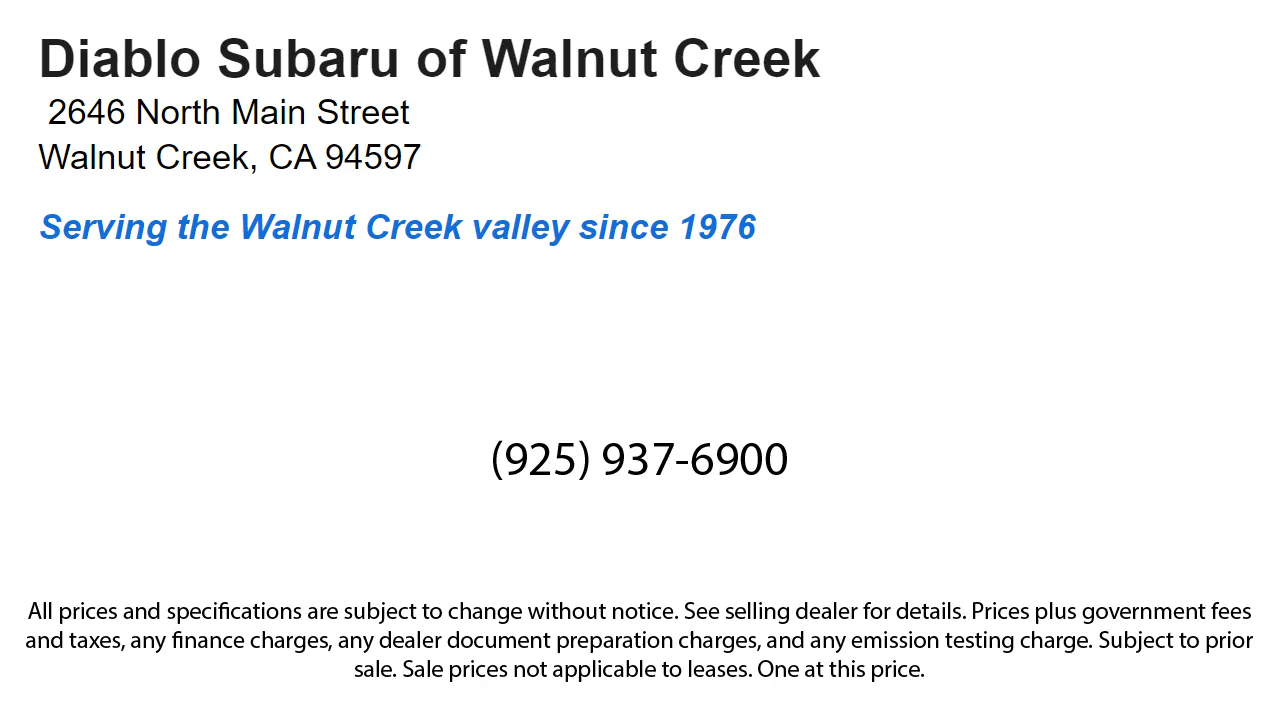 Diablo Subaru of Walnut Creek
2646 North Main Street
Walnut Creek, CA 94597
Serving the Walnut Creek valley since 1976
(925) 937-6900
All prices and specifications are subject to change without notice. See selling dealer for details. Prices plus government fees
and taxes, any finance charges, any dealer document preparation charges, and any emission testing charge. Subject to prior
sale. Sale prices not applicable to leases. One at this price.